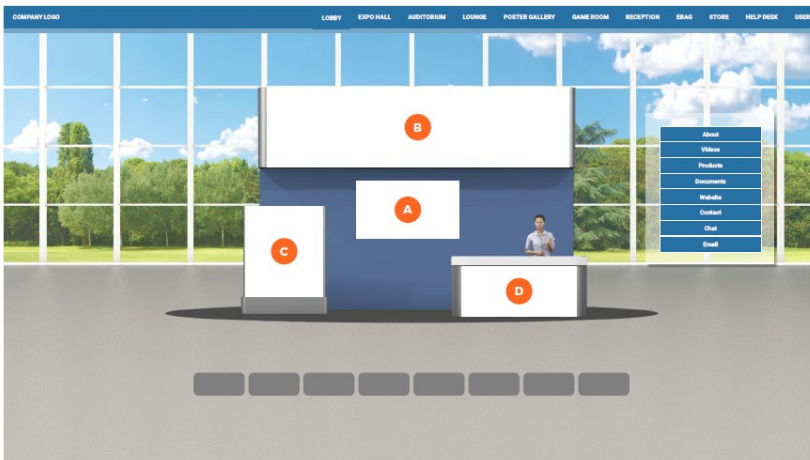 COMPANY LOGO LOBBY EXPO HALL AUDITORIUM LOUNGE POSTER GALLERY GAME ROOM RECEPTION EBAG STORE HELP DESK USER
B
A
C
D
About
Videos
Products
Documents
Website
Contact
Chat
Email